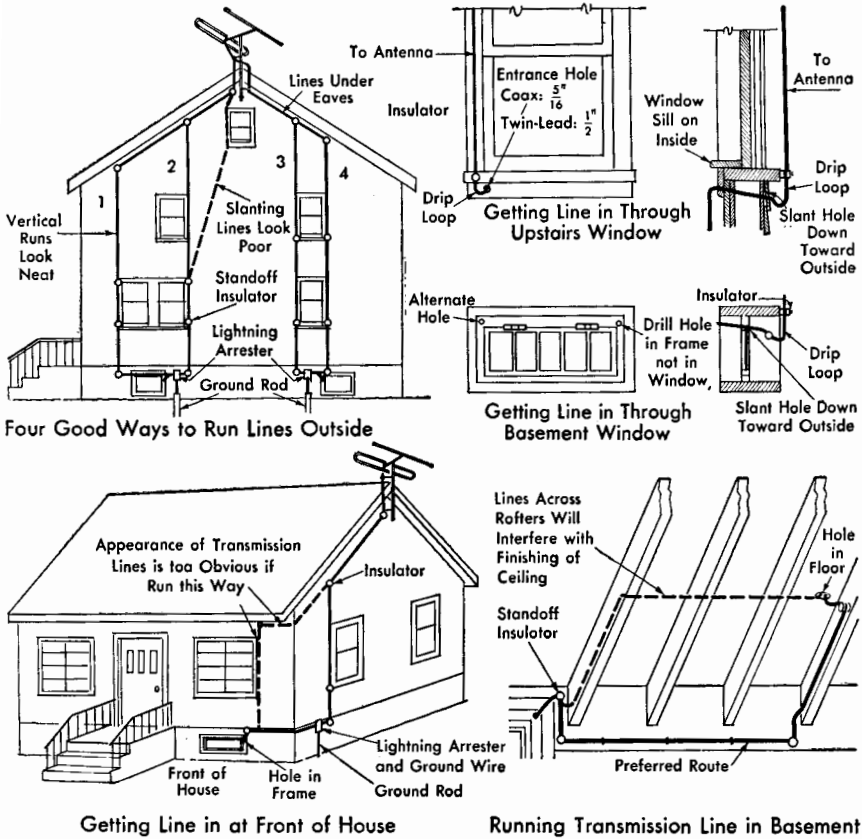 Lines Under
Eaves
1
2
3
4
Vertical
Runs
Look
Neat
Slanting
Lines Look
Poor
Standoff
Insulator
Lightning
Arrester
Ground Rod
Four Good Ways to Run Lines Outside
To Antenna
Insulator
Entrance Hole
Coax: 5/16"
Twin-Lead: 1/2"
Drip
Loop
Getting Line in Through
Upstairs Window
To
Antenna
Window
Sill on
Inside
Drip
Loop
Slant Hole
Down
Toward
Outside
Alternate
Hole
Drill Hole
in Frame
not in
Window,
Getting Line in Through
Basement Window
Insulator
Drip
Loop
Slant Hole Down
Toward Outside
Appearance of Transmission
Lines is toa Obvious if
Run this Way
Insulator
Lightning Arrester
and Ground Wire
Ground Rod
Front of
House
Hole in
Frame
Getting Line in at Front of House
Lines Across
Rofters Will
Interfere with
Finishing of
Ceiling
Hole
in
Floor
Standoff
Insulator
Preferred Route
Running Transmission Line in Basement